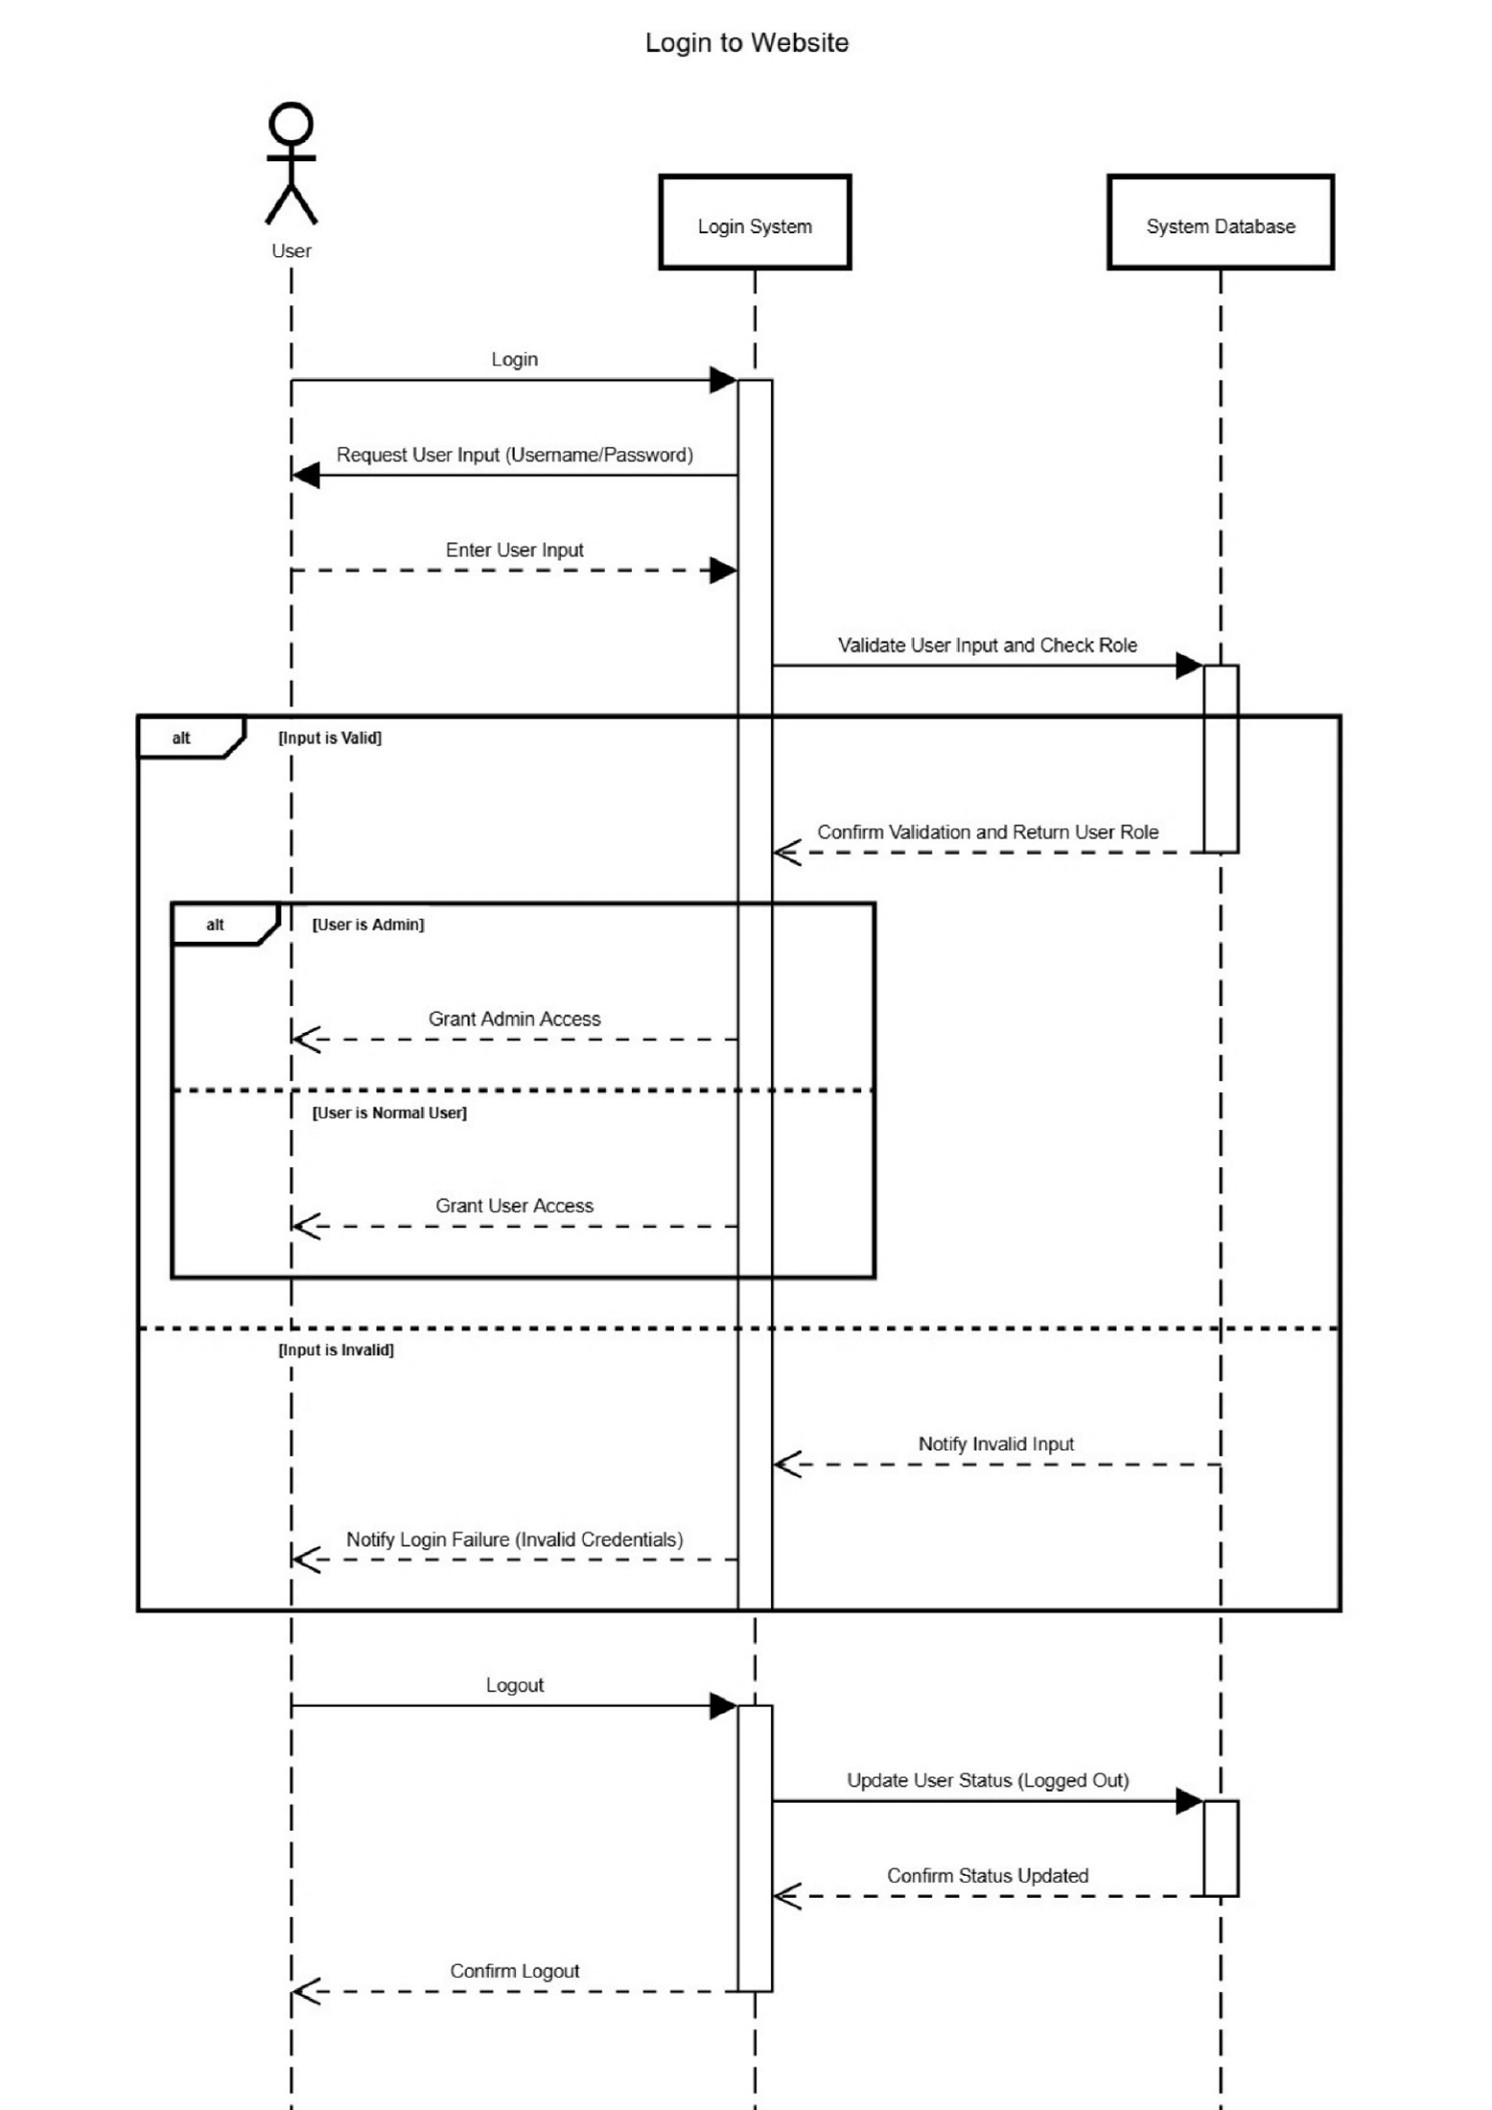 Login to Website
User
Login System
System Database
Login
Request User Input (Username/Password)
Enter User Input
Validate User Input and Check Role
alt
[Input is Valid]
Confirm Validation and Return User Role
alt
[User is Admin]
Grant Admin Access
[User is Normal User]
Grant User Access
[Input is Invalid]
Notify Invalid Input
Notify Login Failure (Invalid Credentials)
Logout
Update User Status (Logged Out)
Confirm Status Updated
Confirm Logout